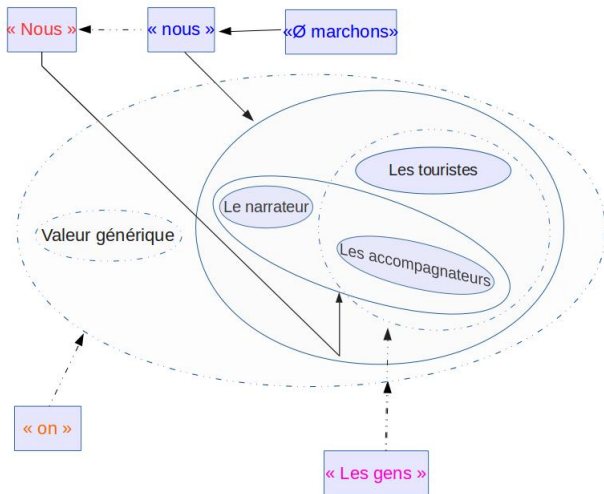 « Nous »
« nous »
«Ø marchons»
Les touristes
Le narrateur
Valeur générique
Les accompagnateurs
« on »
« Les gens »